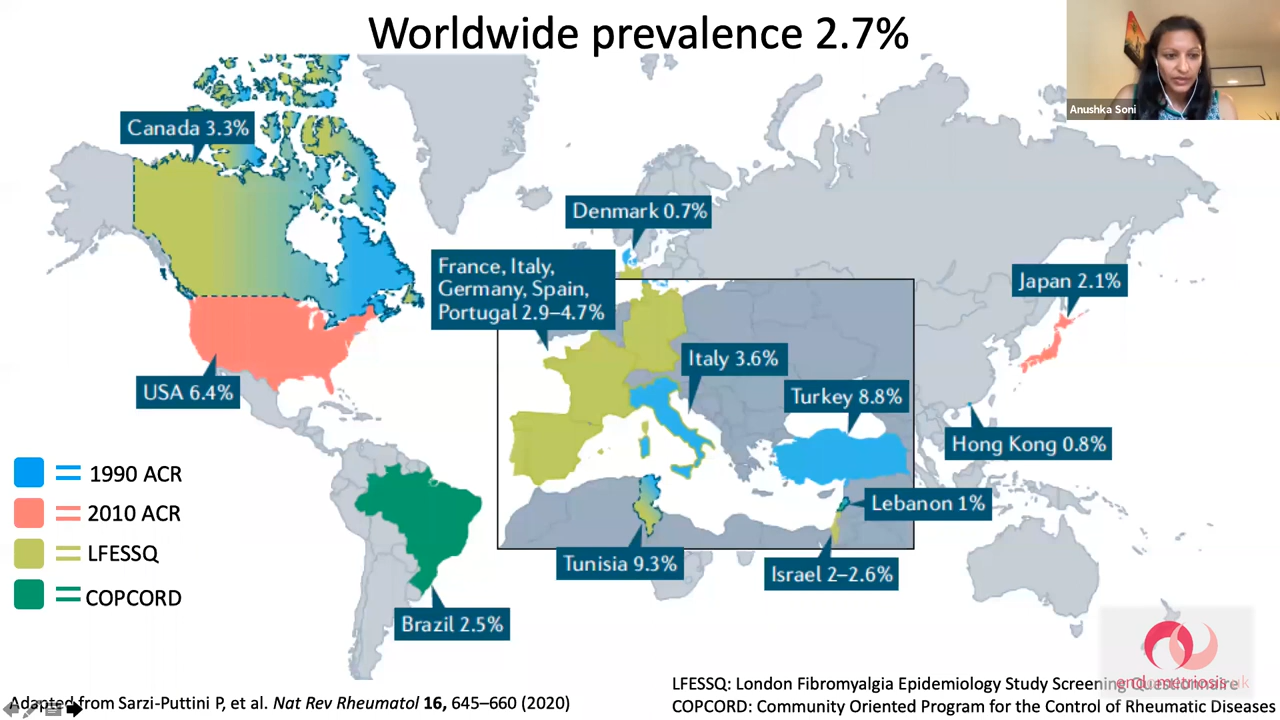 Worldwide prevalence 2.7%
Anushka Soni
Canada 3.3%
Denmark 0.7%
France, Italy,
Germany, Spain,
Portugal 2.9–4.7%
Japan 2.1%
Italy 3.6%
USA 6.4%
Turkey 8.8%
Hong Kong 0.8%
1990 ACR
2010 ACR
LFESSQ
COPCORD
Lebanon 1%
Tunisia 9.3%
Israel 2–2.6%
Brazil 2.5%
endometriosis uk
LFESSQ: London Fibromyalgia Epidemiology Study Screening Questionaire
Adapted from Sarzi-Puttini P, et al. Nat Rev Rheumatol 16, 645–660 (2020)
COPCORD: Community Oriented Program for the Control of Rheumatic Diseases